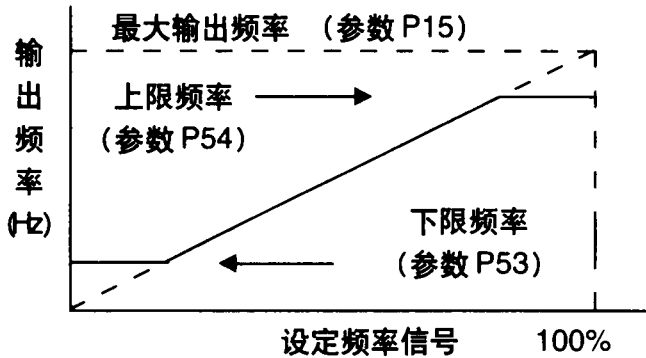 最大输出频率 （参数 P15）
输出频率(Hz)
上限频率
（参数 P54）
下限频率
（参数 P53）
设定频率信号
100%